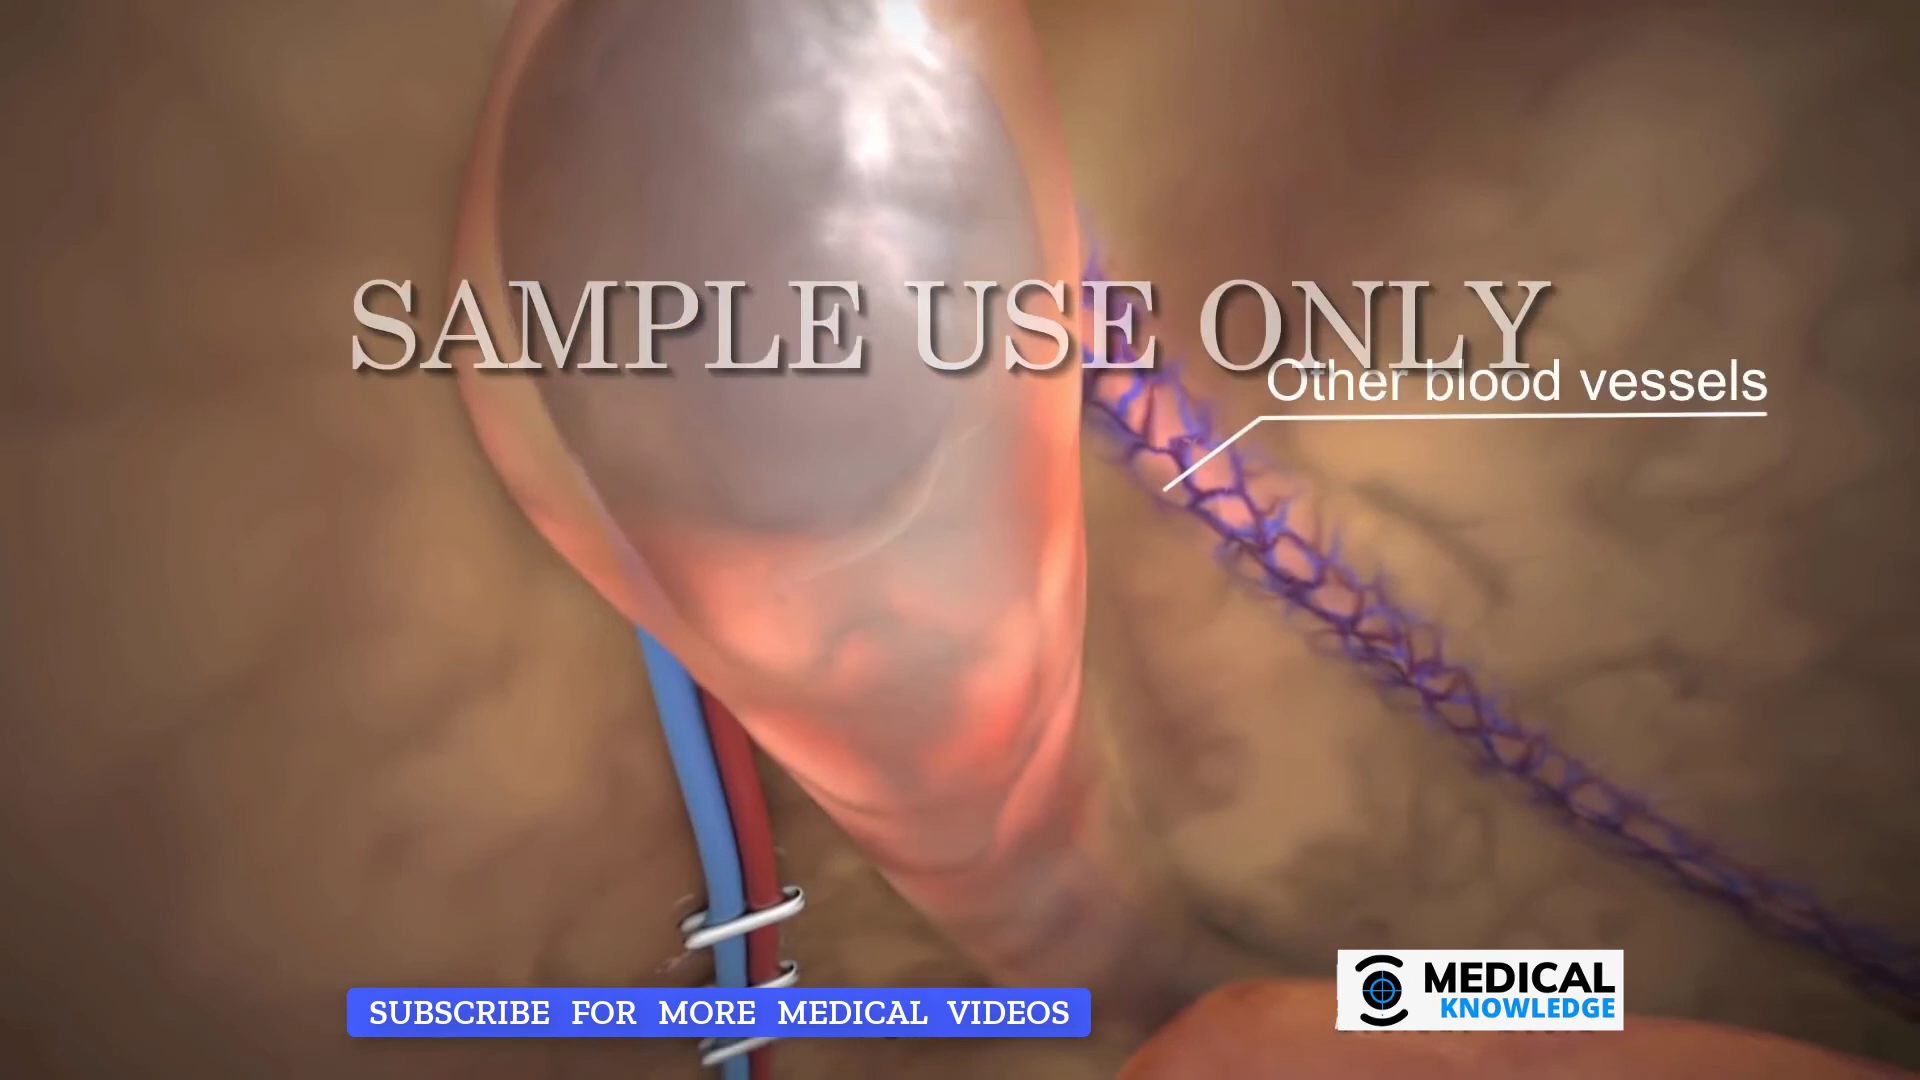 SAMPLE USE ONLY
Other blood vessels
SUBSCRIBE FOR MORE MEDICAL VIDEOS
MEDICAL
KNOWLEDGE